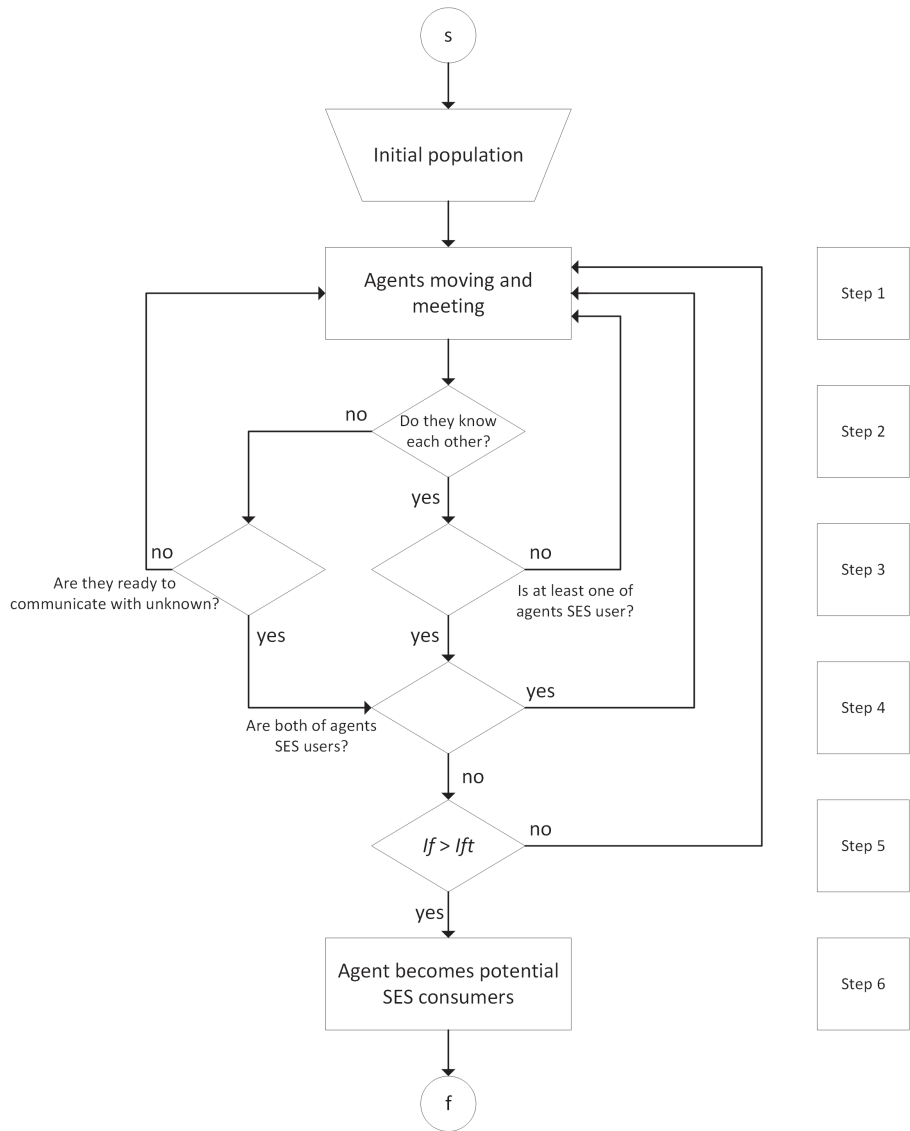 s
Initial population
Agents moving and
meeting
Step 1
no
Do they know
each other?
Step 2
yes
no
no
Are they ready to
communicate with unknown?
Is at least one of
agents SES user?
Step 3
yes
yes
yes
Are both of agents
SES users?
Step 4
no
If > Ift
no
Step 5
yes
Agent becomes potential
SES consumers
Step 6
f